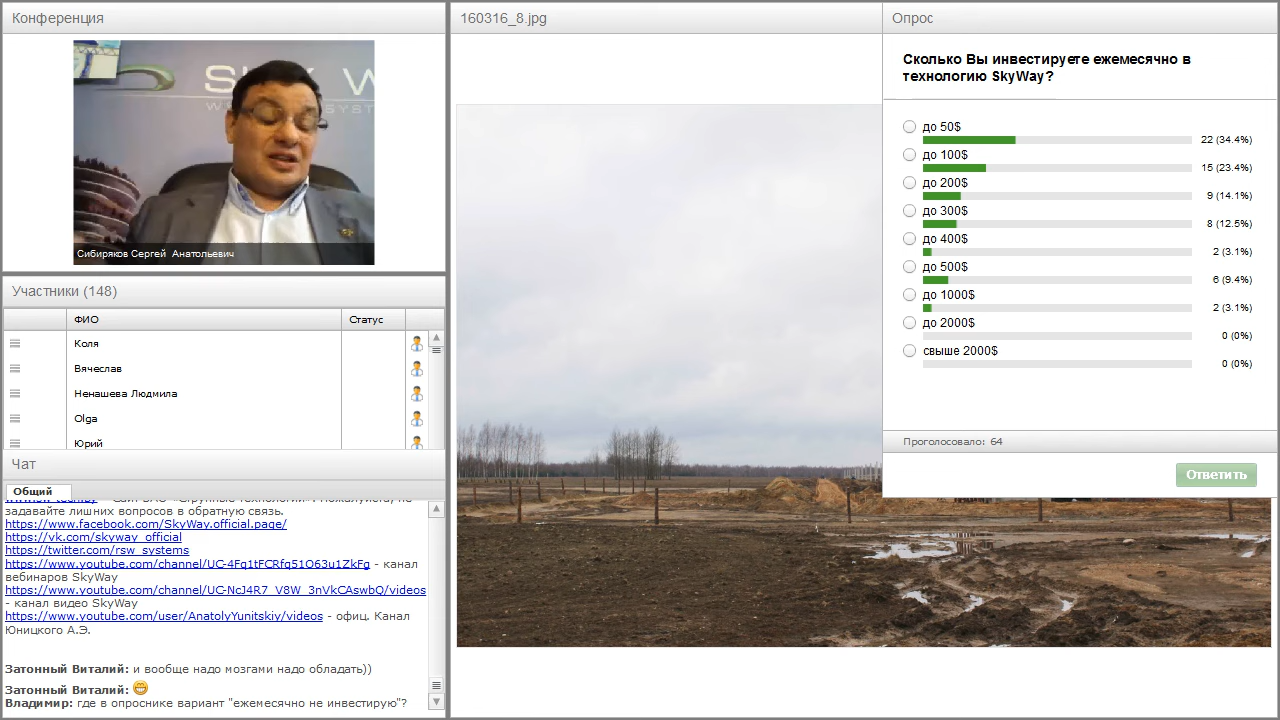 Конференция
SKY W
W SYSTEM
Сибиряков Сергей Анатольевич
Участники (148)
ФИО
Статус
Коля
Вячеслав
Ненашева Людмила
Olga
Юрий
Чат
Общий
задавайте лишних вопросов в обратную связь.
https://www.facebook.com/SkyWay.official.page/
https://vk.com/skyway_official
https://twitter.com/rsw_systems
https://www.youtube.com/channel/UC-4Fg1tFCRfq51O63u1ZkFg - канал
вебинаров SkyWay
https://www.youtube.com/channel/UC-NcJ4R7_V8W_3nVkCAswbQ/videos
- канал видео SkyWay
https://www.youtube.com/user/AnatolyYunitskiy/videos - офиц. Канал
Юницкого А.Э.
Затонный Виталий: и вообще надо мозгами надо обладать))
Затонный Виталий:
Владимир: где в опроснике вариант "ежемесячно не инвестирую"?
160316_8.jpg
Опрос
Сколько Вы инвестируете ежемесячно в
технологию SkyWay?
до 50$
22 (34.4%)
до 100$
15 (23.4%)
до 200$
9 (14.1%)
до 300$
8 (12.5%)
до 400$
2 (3.1%)
до 500$
6 (9.4%)
до 1000$
2 (3.1%)
до 2000$
0 (0%)
свыше 2000$
0 (0%)
Проголосовало: 64
Ответить